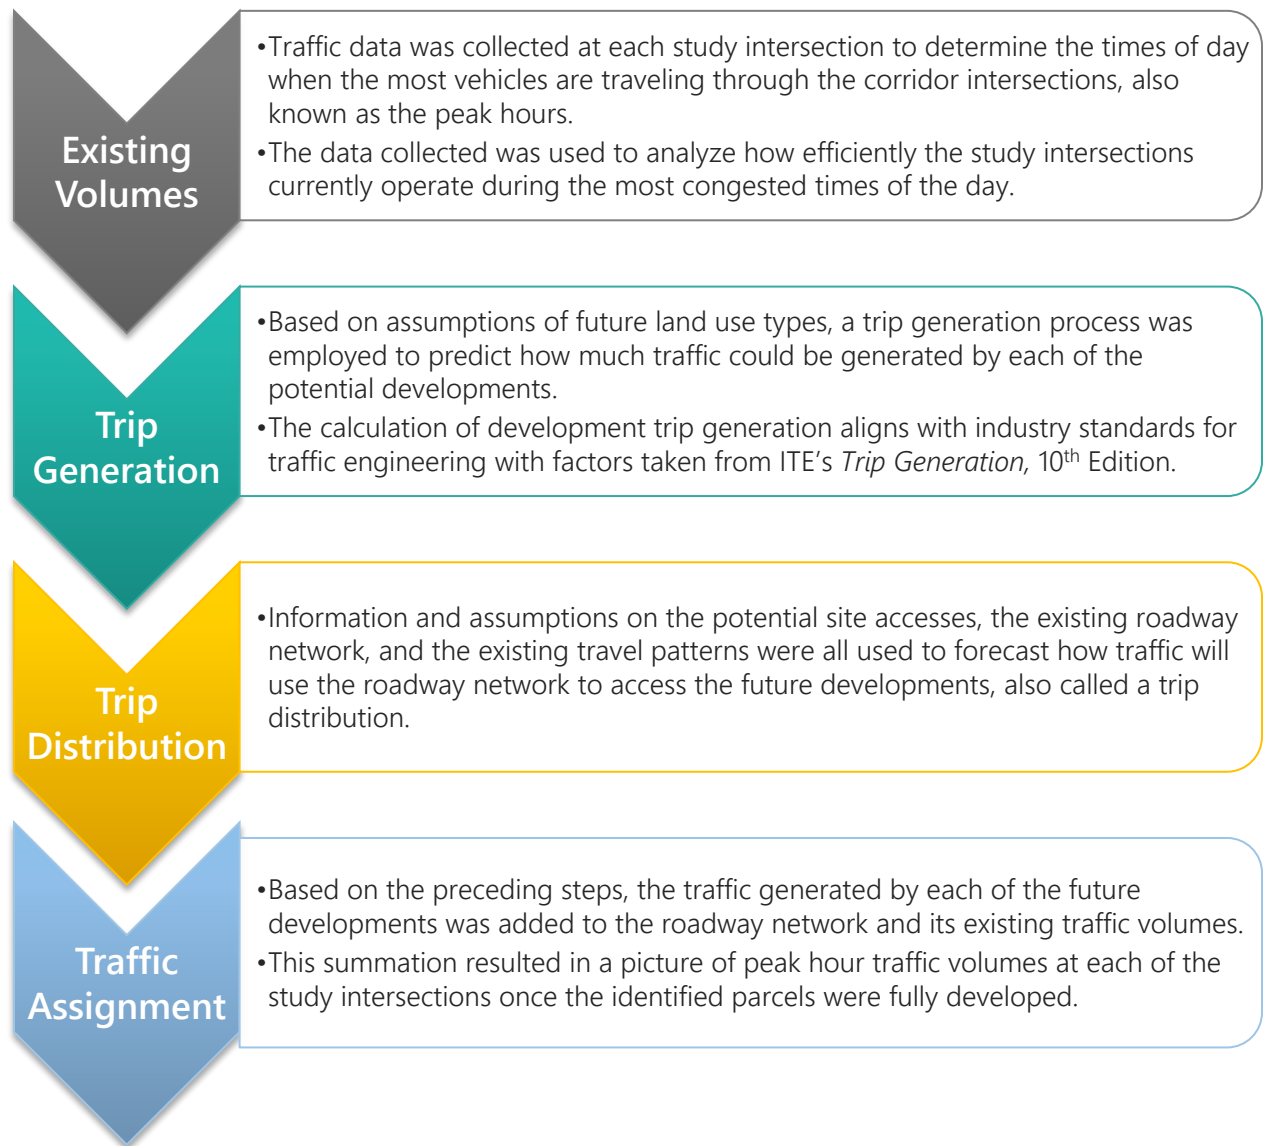 Existing
Volumes
•Traffic data was collected at each study intersection to determine the times of day
when the most vehicles are traveling through the corridor intersections, also
known as the peak hours.
•The data collected was used to analyze how efficiently the study intersections
currently operate during the most congested times of the day.
Trip
Generation
•Based on assumptions of future land use types, a trip generation process was
employed to predict how much traffic could be generated by each of the
potential developments.
•The calculation of development trip generation aligns with industry standards for
traffic engineering with factors taken from ITE’s Trip Generation, 10th Edition.
Trip
Distribution
•Information and assumptions on the potential site accesses, the existing roadway
network, and the existing travel patterns were all used to forecast how traffic will
use the roadway network to access the future developments, also called a trip
distribution.
Traffic
Assignment
•Based on the preceding steps, the traffic generated by each of the future
developments was added to the roadway network and its existing traffic volumes.
•This summation resulted in a picture of peak hour traffic volumes at each of the
study intersections once the identified parcels were fully developed.